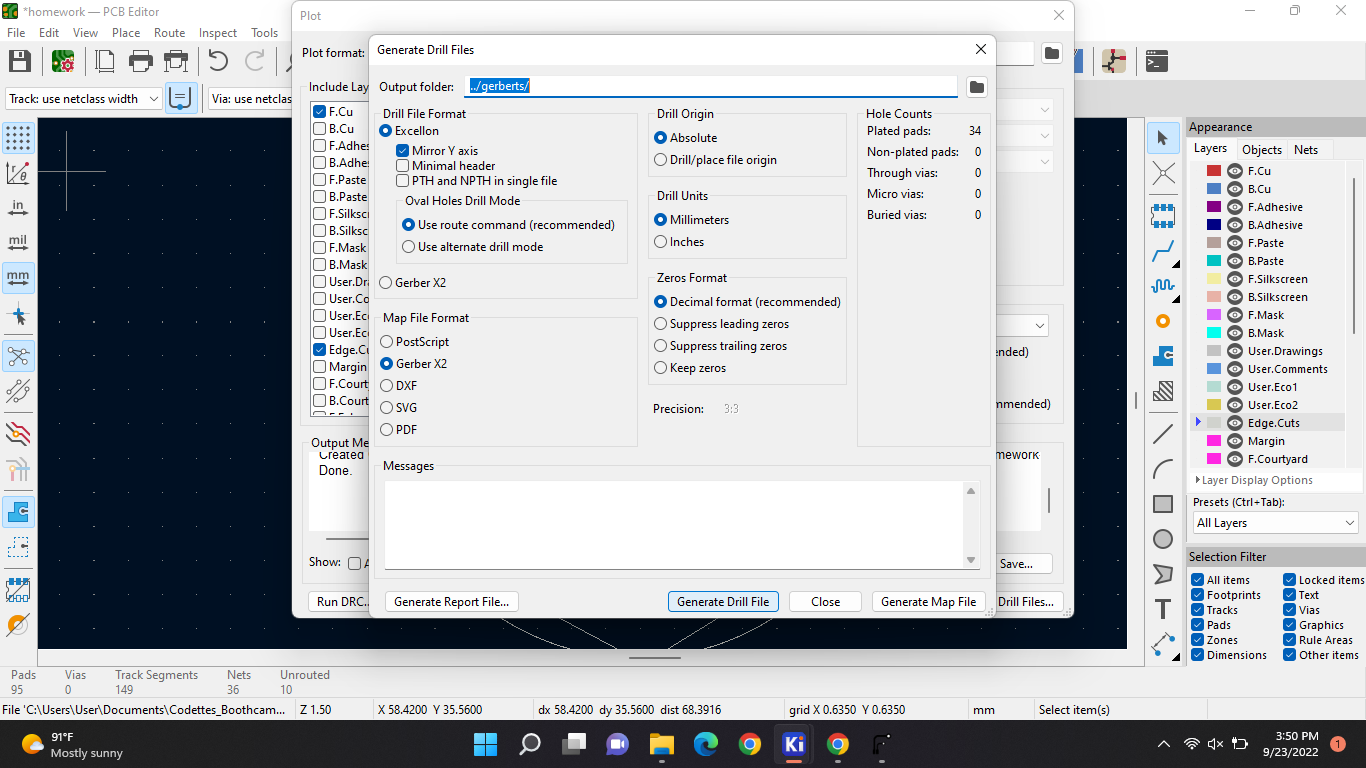 *homework — PCB Editor
File Edit View Place Route Inspect Tools
Track: use netclass width
Via: use netclass
in
mil
mm
Plot
Plot format:
Include Lay
F.Cu
B.Cu
F.Adhes
B.Adhes
F.Paste
B.Paste
F.Silksc
B.Silksc
F.Mask
B.Mask
User.Dra
User.Co
User.Ec
User.Ec
Edge.Cu
Margin
F.Courty
B.Court
ended)
mmended)
Output Me
Created
mework
Done.
Show:
Save...
Run DRC...
Drill Files...
Generate Drill Files
Output folder: ../gerberts/
Drill File Format
Excellon
Mirror Y axis
Minimal header
PTH and NPTH in single file
Oval Holes Drill Mode
Use route command (recommended)
Use alternate drill mode
Gerber X2
Map File Format
PostScript
Gerber X2
DXF
SVG
PDF
Drill Origin
Absolute
Drill/place file origin
Drill Units
Millimeters
Inches
Zeros Format
Decimal format (recommended)
Suppress leading zeros
Suppress trailing zeros
Keep zeros
Precision: 3:3
Hole Counts
Plated pads: 34
Non-plated pads: 0
Through vias: 0
Micro vias: 0
Buried vias: 0
Messages
Generate Report File...
Generate Drill File
Close
Generate Map File
Appearance
Layers Objects Nets
F.Cu
B.Cu
F.Adhesive
B.Adhesive
F.Paste
B.Paste
F.Silkscreen
B.Silkscreen
F.Mask
B.Mask
User.Drawings
User.Comments
User.Eco1
User.Eco2
Edge.Cuts
Margin
F.Courtyard
Layer Display Options
Presets (Ctrl+Tab):
All Layers
Selection Filter
All items Locked items
Footprints Text
Tracks Vias
Pads Graphics
Zones Rule Areas
Dimensions Other items
Pads Vias Track Segments Nets Unrouted
95 0 149 36 10
File 'C:\Users\User\Documents\Codettes_Boothcam... Z 1.50 X 58.4200 Y 35.5600 dx 58.4200 dy 35.5600 dist 68.3916 grid X 0.6350 Y 0.6350 mm Select item(s)
91°F
Mostly sunny
Ki
3:50 PM
9/23/2022
1